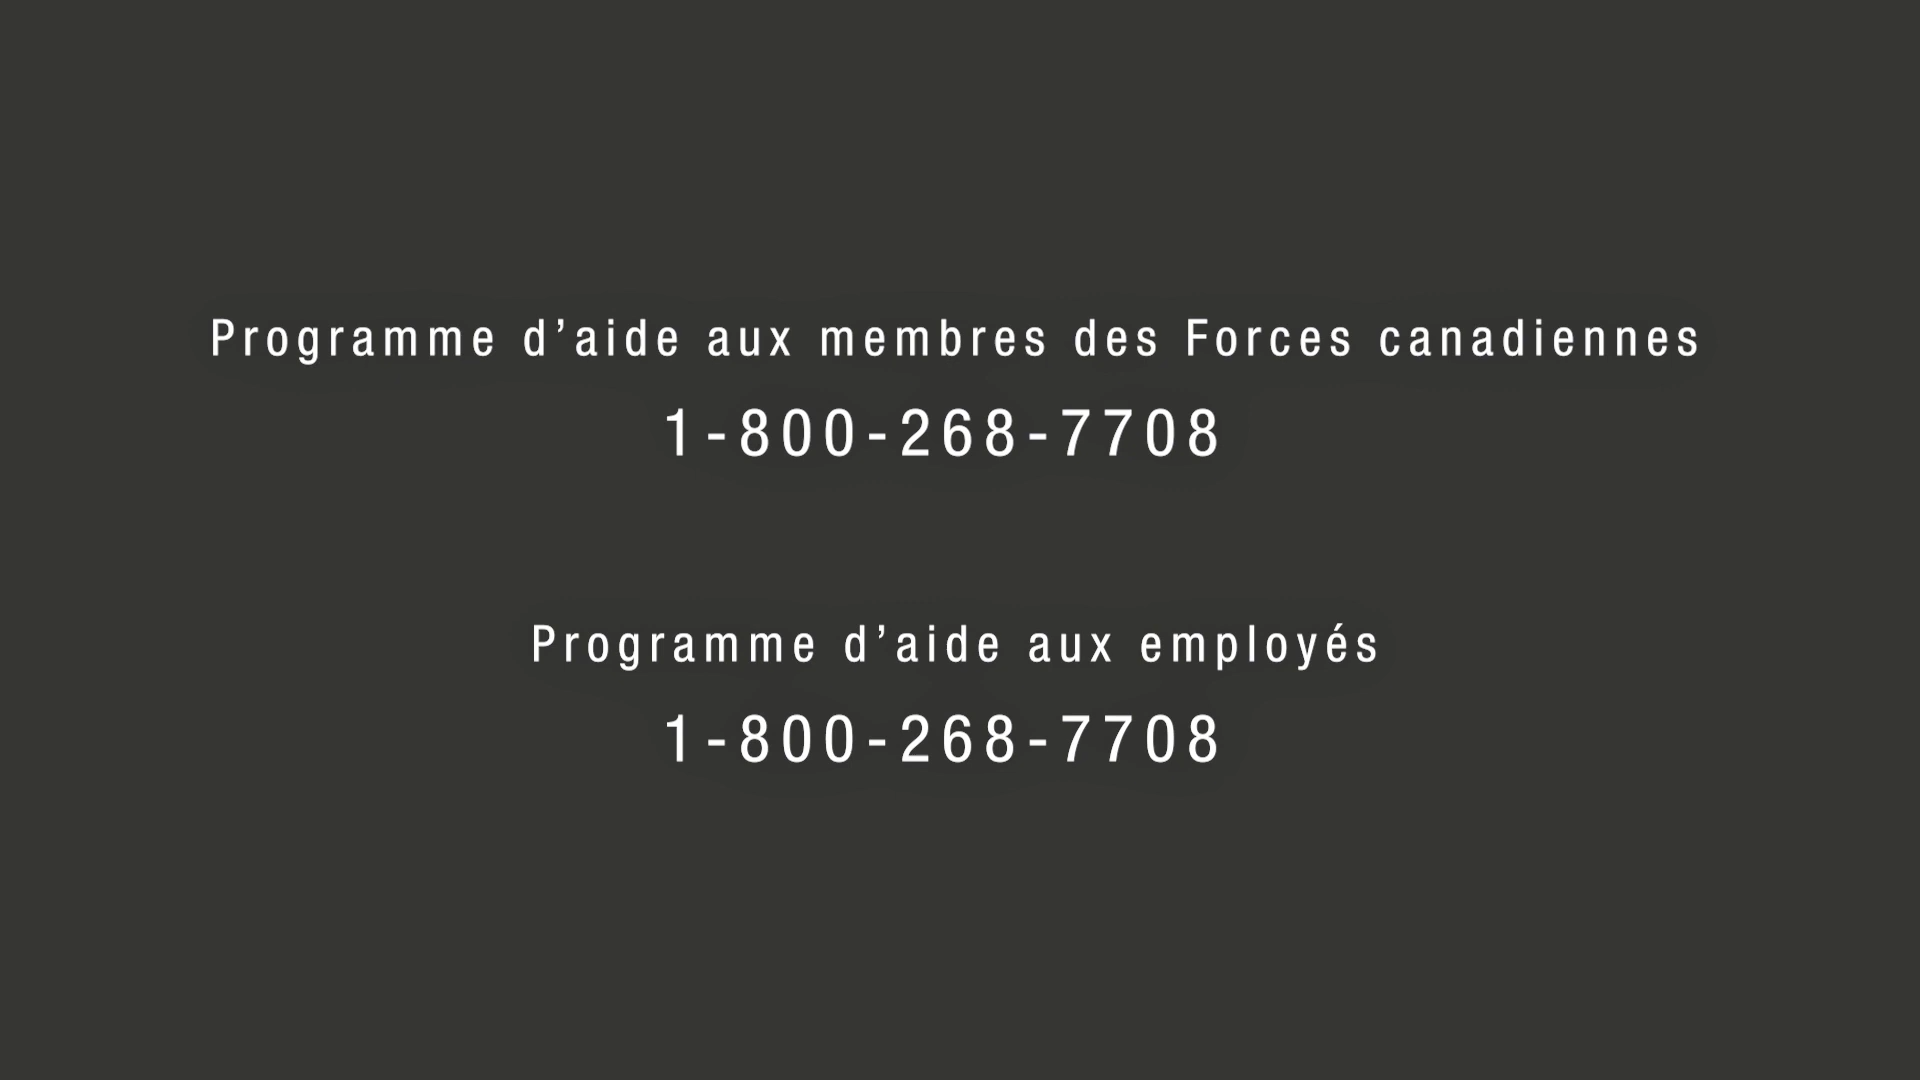 Programme d’aide aux membres des Forces canadiennes
1-800-268-7708
Programme d’aide aux employés
1-800-268-7708